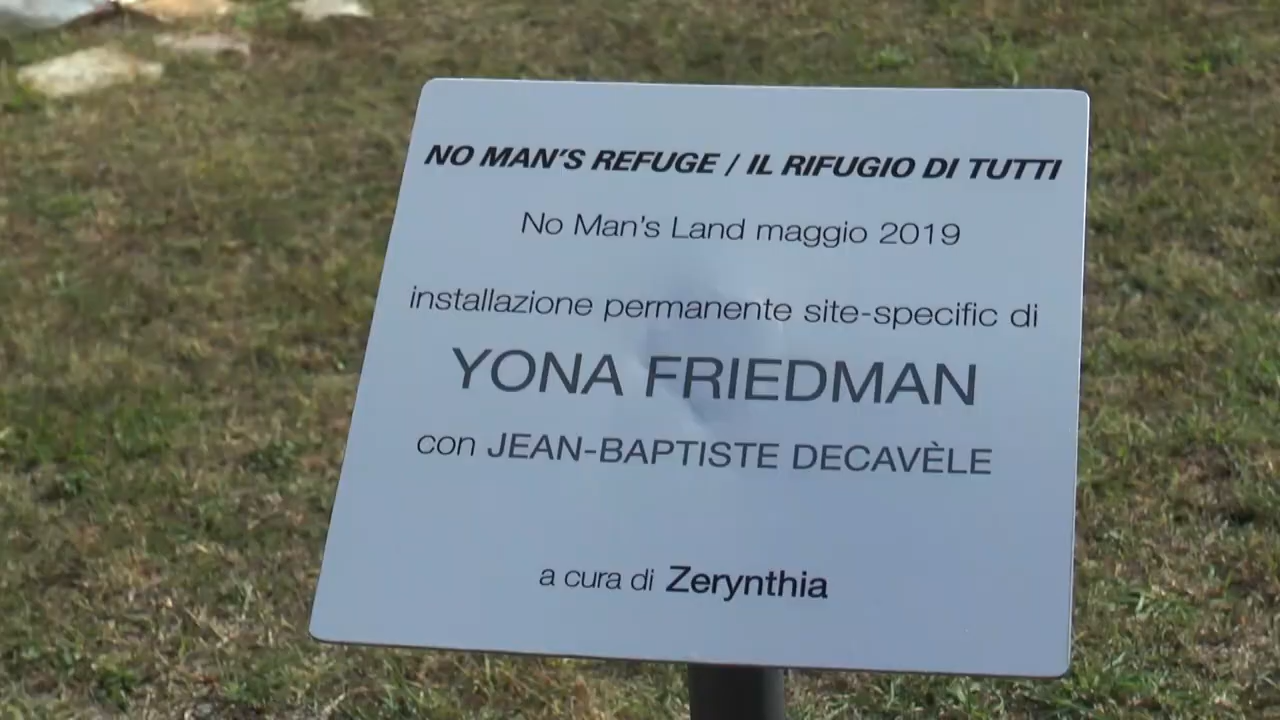 NO MAN'S REFUGE / IL RIFUGIO DI TUTTI
No Man's Land maggio 2019
installazione permanente site-specific di
YONA FRIEDMAN
con JEAN-BAPTISTE DECAVÈLE
a cura di Zerynthia